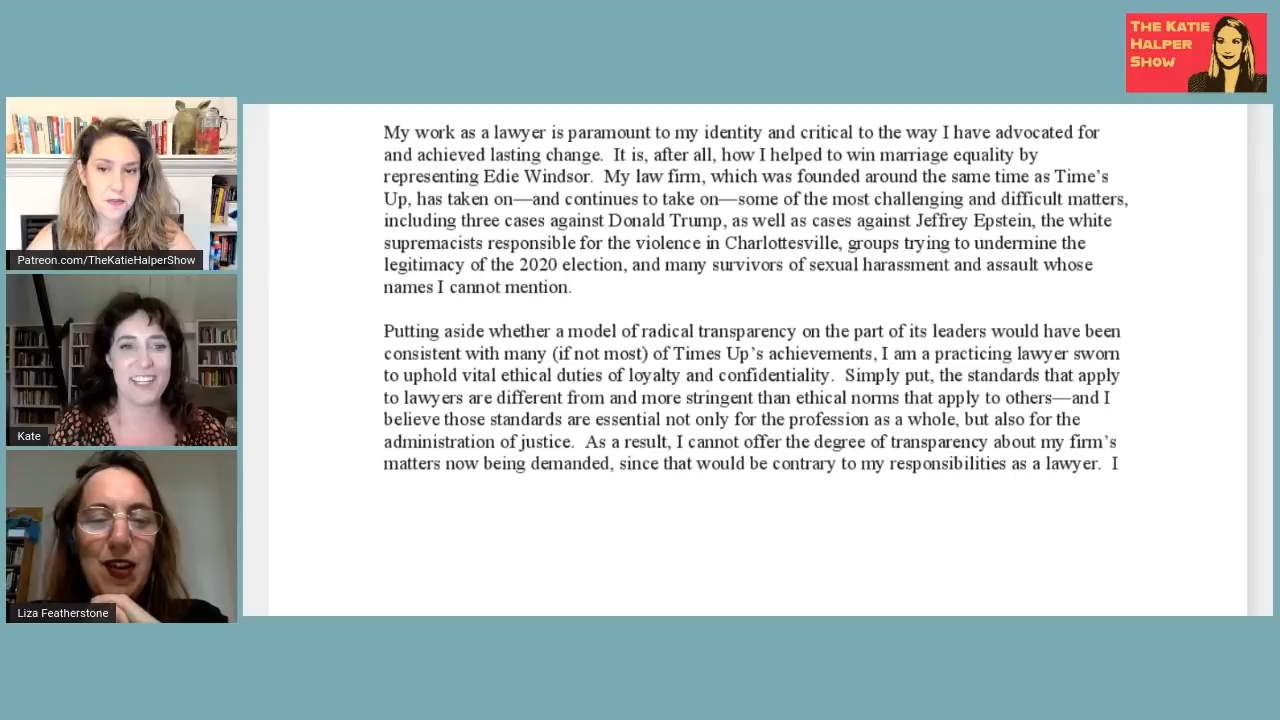 THE KATIE
HALPER
SHOW
Patreon.com/TheKatieHalperShow
Kate
Liza Featherstone
My work as a lawyer is paramount to my identity and critical to the way I have advocated for
and achieved lasting change.  It is, after all, how I helped to win marriage equality by
representing Edie Windsor.  My law firm, which was founded around the same time as Time's
Up, has taken on—and continues to take on—some of the most challenging and difficult matters,
including three cases against Donald Trump, as well as cases against Jeffrey Epstein, the white
supremacists responsible for the violence in Charlottesville, groups trying to undermine the
legitimacy of the 2020 election, and many survivors of sexual harassment and assault whose
names I cannot mention.
Putting aside whether a model of radical transparency on the part of its leaders would have been
consistent with many (if not most) of Times Up's achievements, I am a practicing lawyer sworn
to uphold vital ethical duties of loyalty and confidentiality.  Simply put, the standards that apply
to lawyers are different from and more stringent than ethical norms that apply to others—and I
believe those standards are essential not only for the profession as a whole, but also for the
administration of justice.  As a result, I cannot offer the degree of transparency about my firm's
matters now being demanded, since that would be contrary to my responsibilities as a lawyer.  I